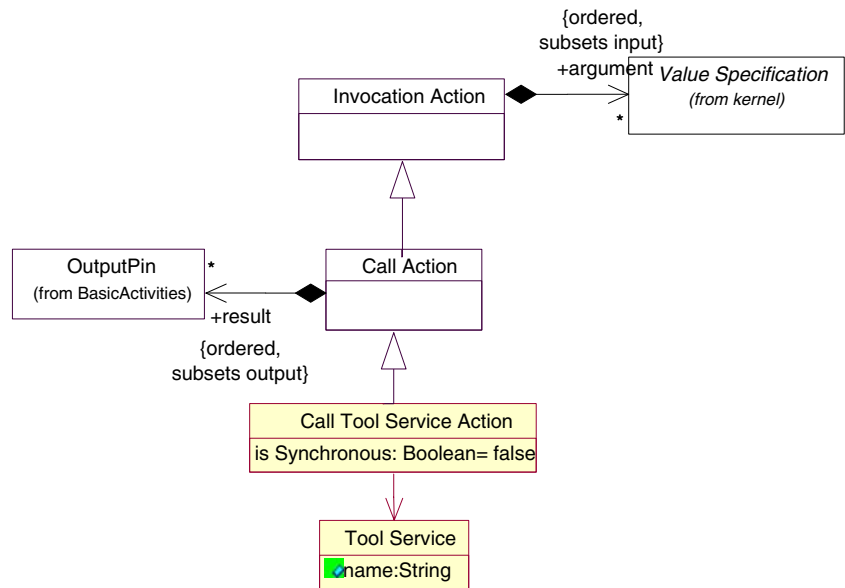 {ordered,
subsets input}
+argument
Value Specification
(from kernel)
*
Invocation Action
OutputPin
(from BasicActivities)
*
+result
{ordered,
subsets output}
Call Action
Call Tool Service Action
is Synchronous: Boolean= false
Tool Service
name:String